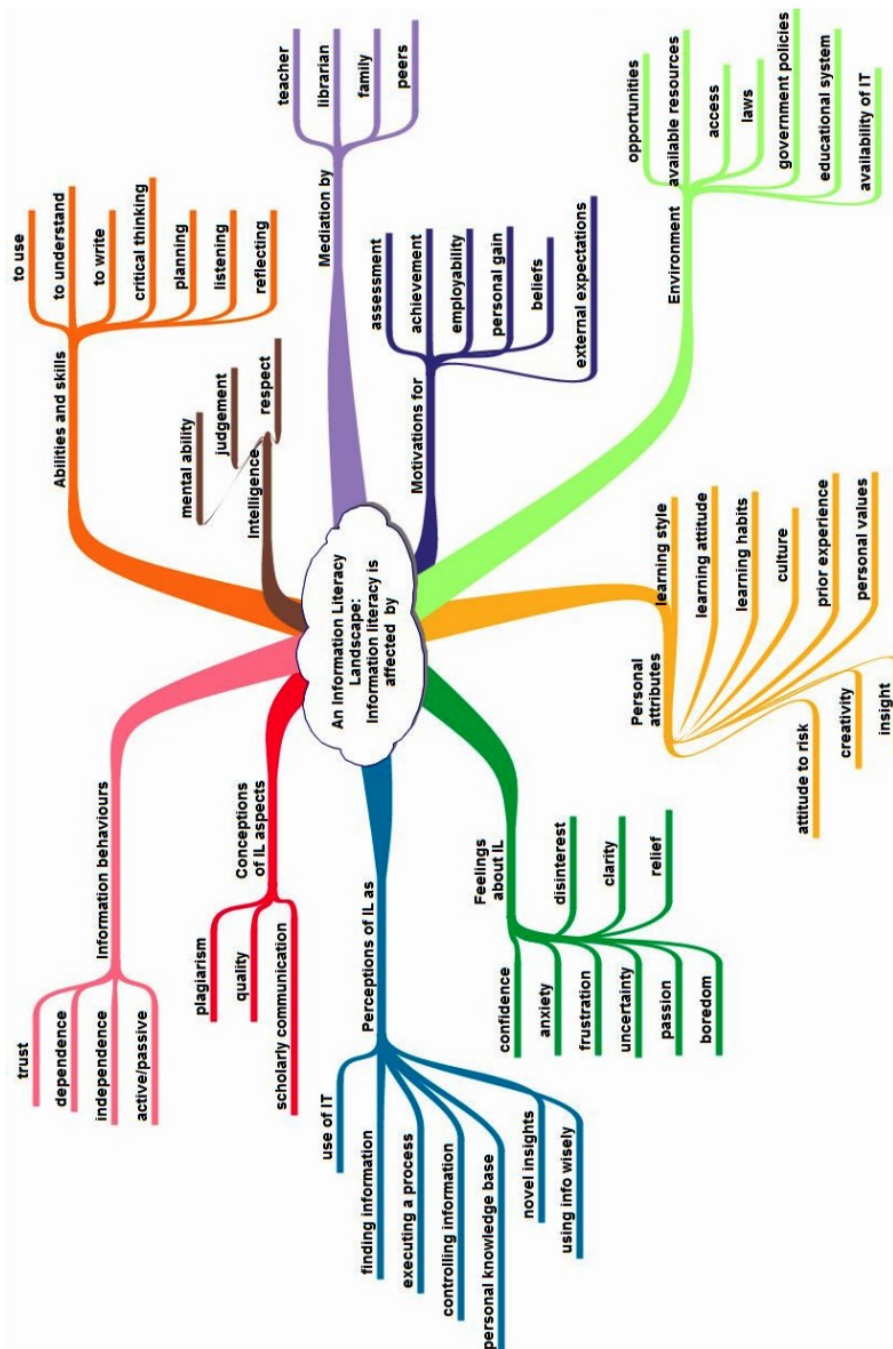 An Information Literacy
Landscape:
Information literacy is
affected by
Abilities and skills
to use
to understand
to write
critical thinking
planning
listening
reflecting
Intelligence
mental ability
judgement
respect
Mediation by
teacher
librarian
family
peers
Motivations for
assessment
achievement
employability
personal gain
beliefs
external expectations
Environment
opportunities
available resources
access
laws
government policies
educational system
availability of IT
Personal
attributes
learning style
learning attitude
learning habits
culture
prior experience
personal values
insight
creativity
attitude to risk
Feelings
about IL
disinterest
clarity
relief
confidence
anxiety
frustration
uncertainty
passion
boredom
Perceptions of IL as
use of IT
finding information
executing a process
controlling information
personal knowledge base
novel insights
using info wisely
Conceptions
of IL aspects
plagiarism
quality
scholarly communication
Information behaviours
trust
dependence
independence
active/passive